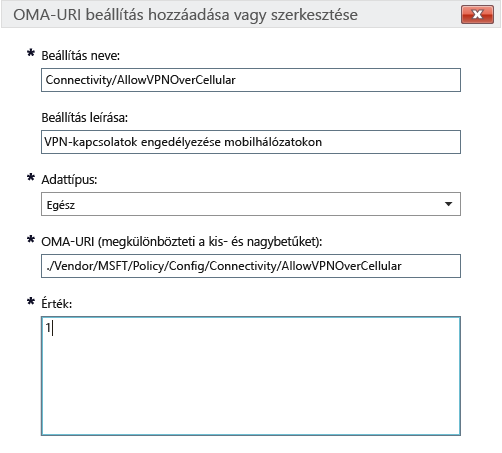 OMA-URI beállítás hozzáadása vagy szerkesztése
* Beállítás neve:
Connectivity/AllowVPNOverCellular
Beállítás leírása:
VPN-kapcsolatok engedélyezése mobilhálózatokon
* Adattípus:
Egész
* OMA-URI (megkülönbözteti a kis- és nagybetűket):
./Vendor/MSFT/Policy/Config/Connectivity/AllowVPNOverCellular
* Érték:
1